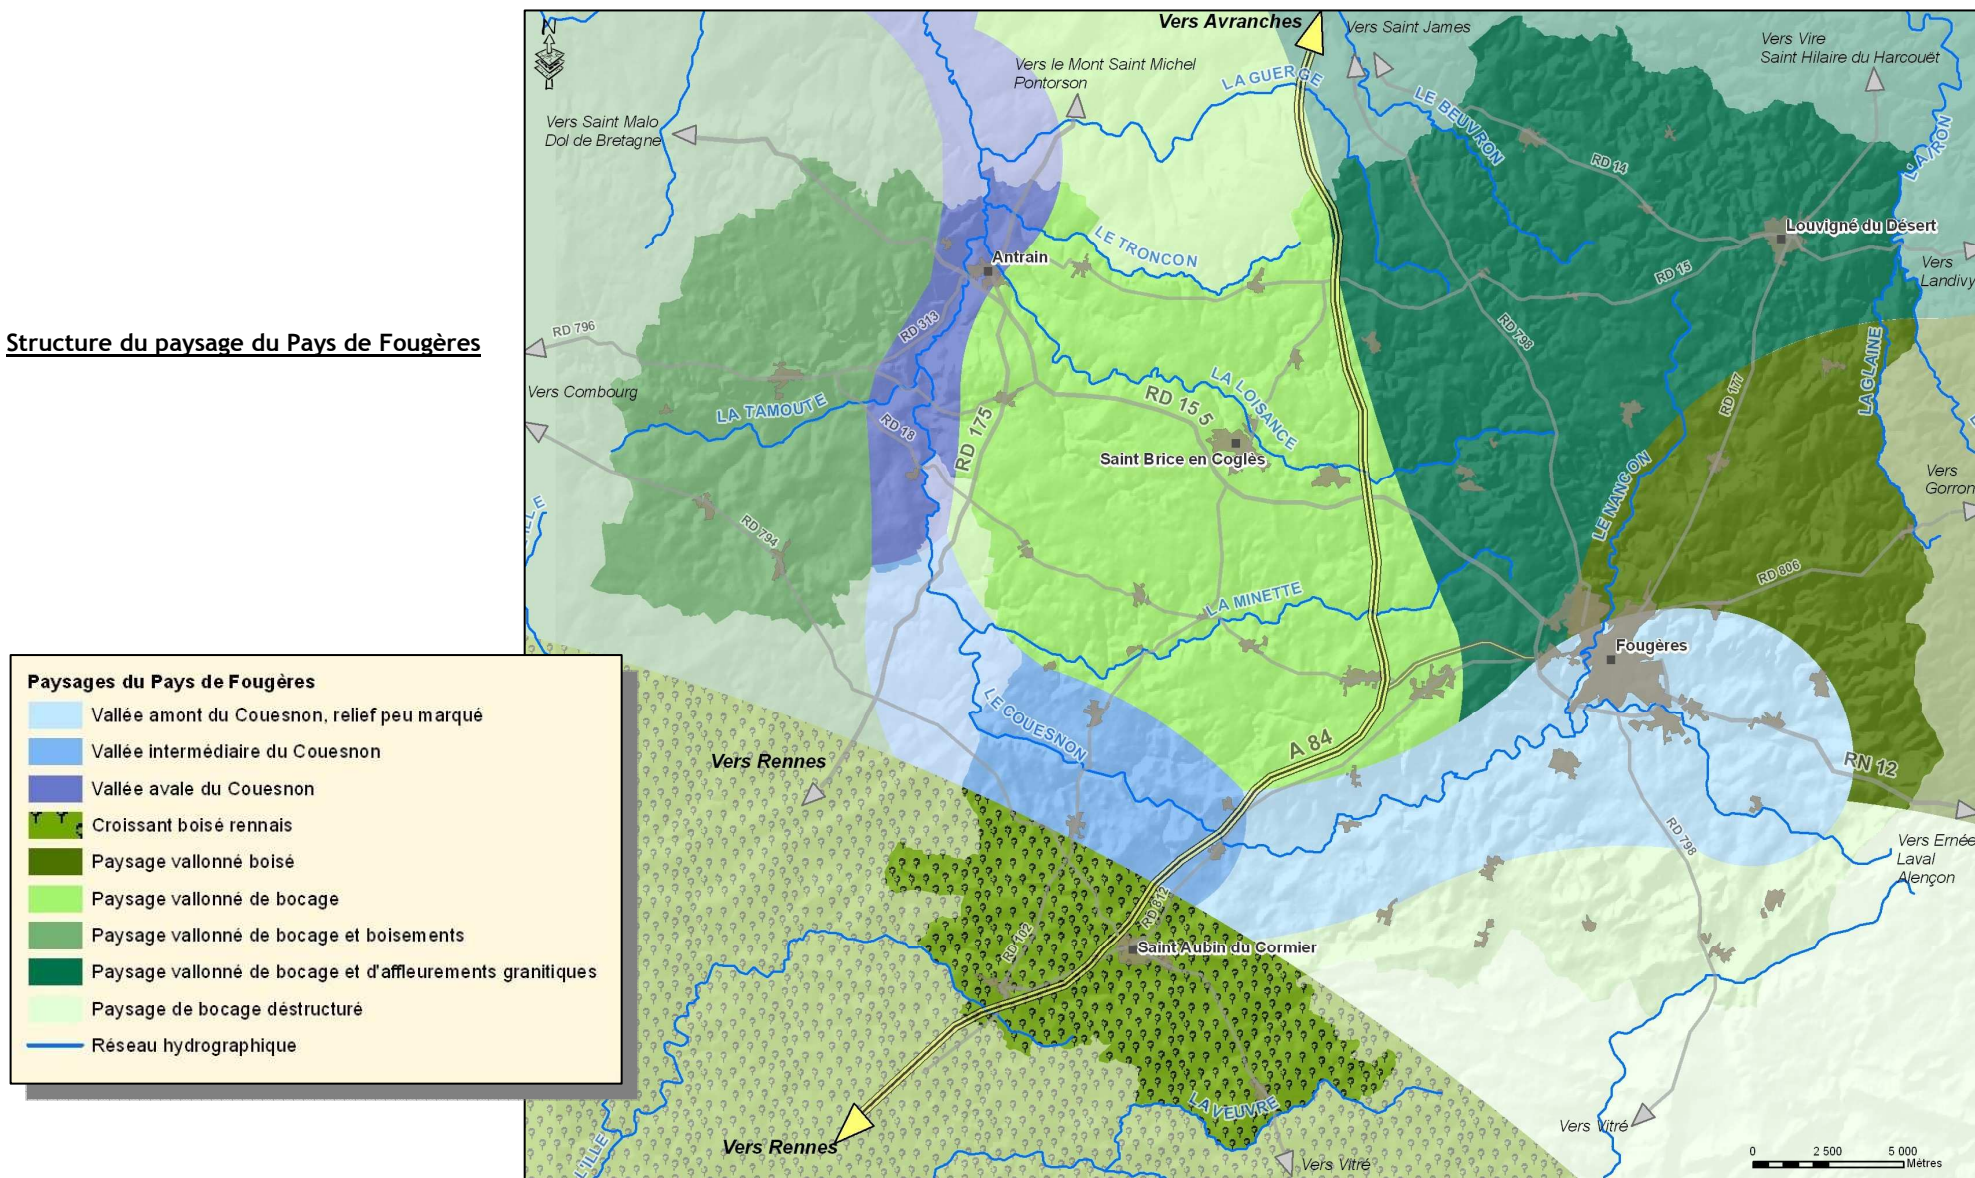 Structure du paysage du Pays de Fougères
Paysages du Pays de Fougères
Vallée amont du Couesnon, relief peu marqué
Vallée intermédiaire du Couesnon
Vallée avale du Couesnon
Croissant boisé rennais
Paysage vallonné boisé
Paysage vallonné de bocage
Paysage vallonné de bocage et boisements
Paysage vallonné de bocage et d'affleurements granitiques
Paysage de bocage déstructuré
Réseau hydrographique
N
Vers Avranches
Vers Saint James
Vers Vire
Saint Hilaire du Harcouët
Vers le Mont Saint Michel
Pontorson
LA GUERGE
LE BEUVRON
L'AIRON
Vers Saint Malo
Dol de Bretagne
RD 14
Louvigné du Désert
LE TRONCON
Antrain
Vers
Landivy
RD 15
RD 313
RD 796
RD 798
LA GLAINE
Vers Combourg
LA TAMOUTE
RD 18
RD 175
RD 15 5
LA LOISANCE
RD 177
Saint Brice en Coglès
Vers
Gorron
LE NANCON
RD 794
RD 806
LA MINETTE
Fougères
LE COUESNON
A 84
RN 12
Vers Rennes
RD 798
Vers Ernée
Laval
Alençon
RD 812
RD 102
Saint Aubin du Cormier
LA VEUVRE
Vers Rennes
L'ILLE
Vers Vitré
Vers Vitré
0 2 500 5 000
Mètres